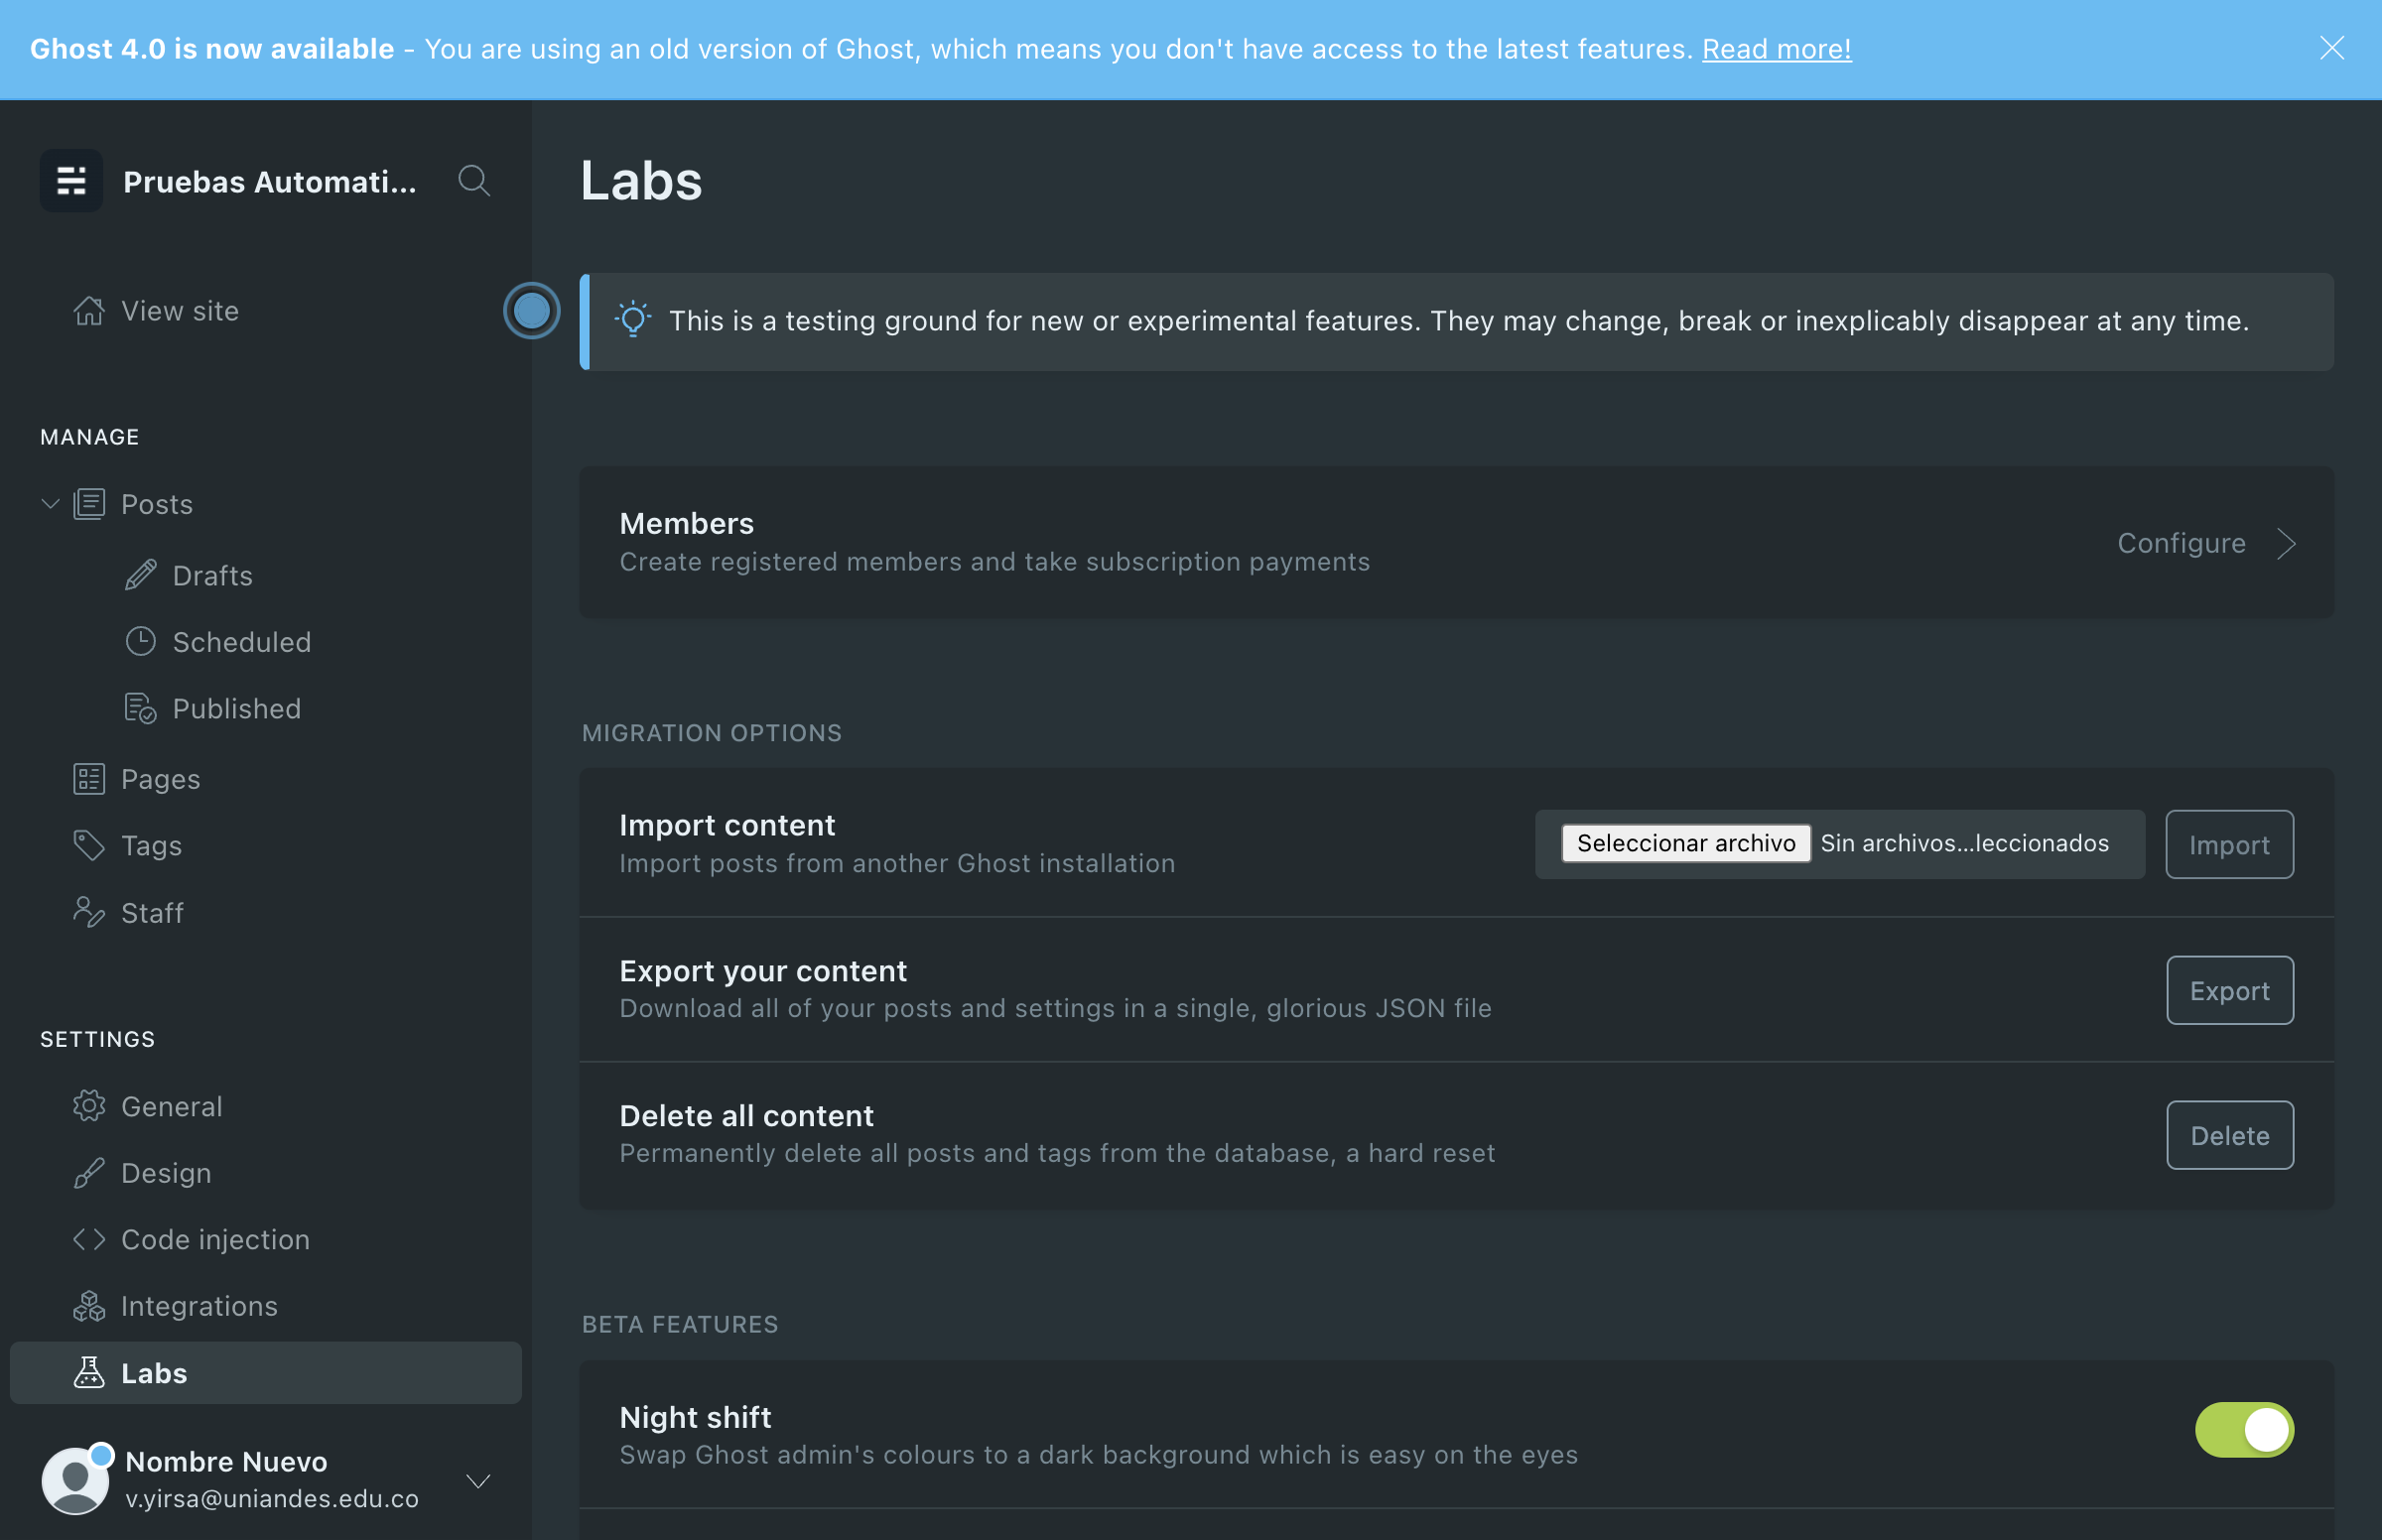 Ghost 4.0 is now available - You are using an old version of Ghost, which means you don't have access to the latest features. Read more!
Pruebas Automati...
View site
MANAGE
Posts
Drafts
Scheduled
Published
Pages
Tags
Staff
SETTINGS
General
Design
Code injection
Integrations
Labs
Nombre Nuevo
v.yirsa@uniandes.edu.co
Labs
This is a testing ground for new or experimental features. They may change, break or inexplicably disappear at any time.
Members
Create registered members and take subscription payments
Configure
MIGRATION OPTIONS
Import content
Import posts from another Ghost installation
Seleccionar archivo Sin archivos...leccionados
Import
Export your content
Download all of your posts and settings in a single, glorious JSON file
Export
Delete all content
Permanently delete all posts and tags from the database, a hard reset
Delete
BETA FEATURES
Night shift
Swap Ghost admin's colours to a dark background which is easy on the eyes